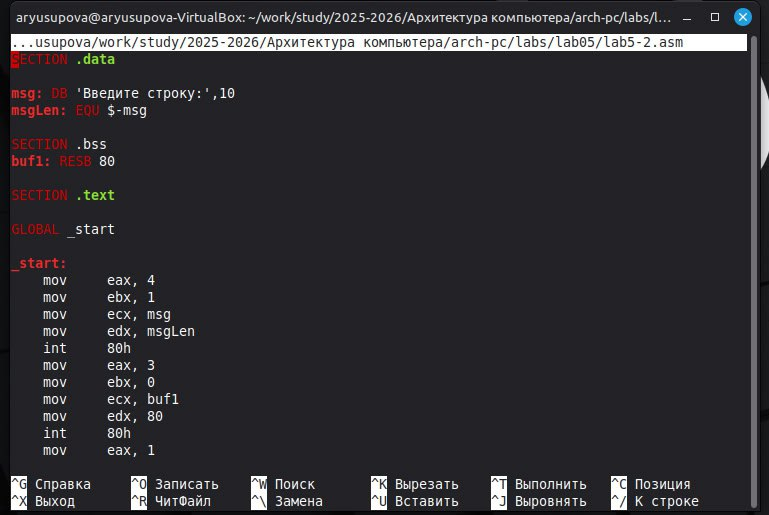 aryusupova@aryusupova-VirtualBox: ~/work/study/2025-2026/Архитектура компьютера/arch-pc/labs/l...
...usupova/work/study/2025-2026/Архитектура компьютера/arch-pc/labs/lab05/lab5-2.asm
SECTION .data
msg: DB 'Введите строку:',10
msgLen: EQU $-msg
SECTION .bss
buf1: RESB 80
SECTION .text
GLOBAL _start
_start:
mov eax, 4
mov ebx, 1
mov ecx, msg
mov edx, msgLen
int 80h
mov eax, 3
mov ebx, 0
mov ecx, buf1
mov edx, 80
int 80h
mov eax, 1
^G Справка ^O Записать ^W Поиск ^K Вырезать ^T Выполнить ^C Позиция
^X Выход ^R ЧитФайл ^\ Замена ^U Вставить ^J Выровнять ^/ К строке